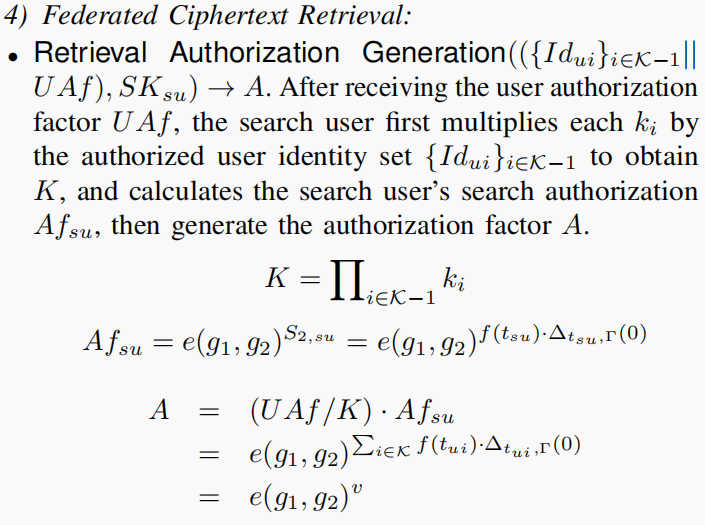 4) Federated Ciphertext Retrieval:
• Retrieval Authorization Generation(({Id_{ui}}_{i∈𝒦−1}||
UAf), SK_{su}) → A. After receiving the user authorization
factor UAf, the search user first multiplies each k_i by
the authorized user identity set {Id_{ui}}_{i∈𝒦−1} to obtain
K, and calculates the search user's search authorization
Af_{su}, then generate the authorization factor A.
K = ∏_{i∈𝒦−1} k_i
Af_{su} = e(g_1, g_2)^{S_{2,su}} = e(g_1, g_2)^{f(t_{su})·Δ_{t_{su},Γ}(0)}
A = (UAf/K) · Af_{su}
= e(g_1, g_2)^{∑_{i∈𝒦} f(t_{ui})·Δ_{t_{ui},Γ}(0)}
= e(g_1, g_2)^v